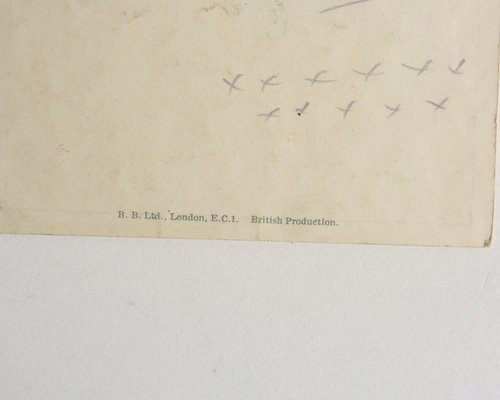 x x x x x x
x x x x x
B. B. Ltd., London, E.C.1. British Production.